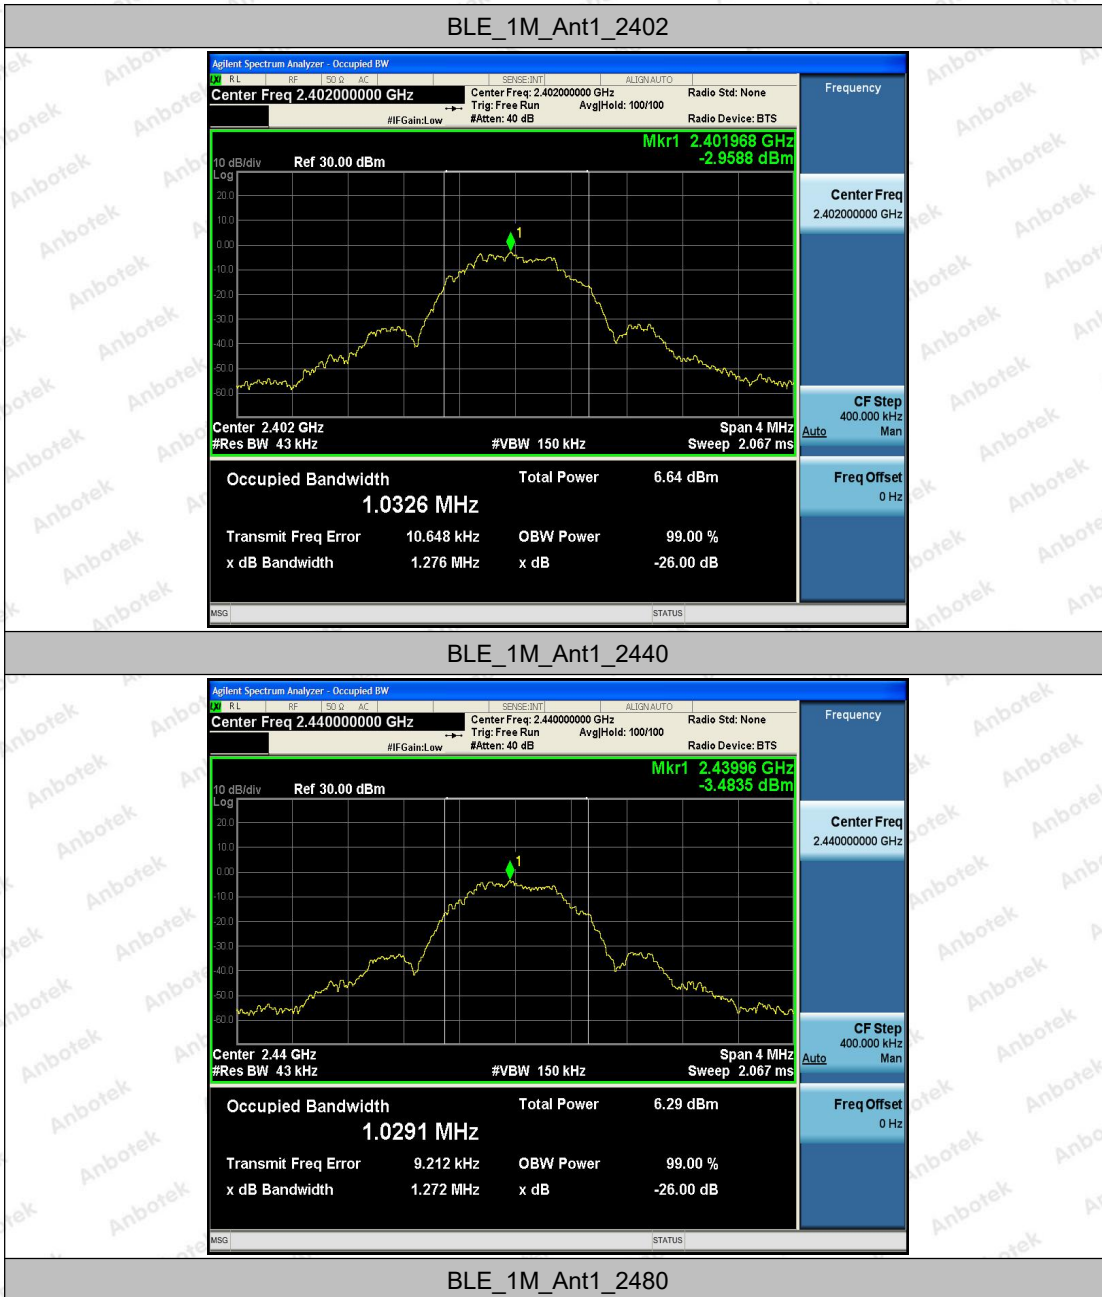 BLE_1M_Ant1_2402
Agilent Spectrum Analyzer - Occupied BW
LXI RL RF 50 Ω AC SENSE:INT ALIGNAUTO
Center Freq 2.402000000 GHz
Center Freq: 2.402000000 GHz
Radio Std: None
Trig: Free Run Avg|Hold: 100/100
#IFGain:Low #Atten: 40 dB
Radio Device: BTS
Mkr1 2.401968 GHz
-2.9588 dBm
10 dB/div Ref 30.00 dBm
Log
20.0
10.0
0.00
-10.0
-20.0
-30.0
-40.0
-50.0
-60.0
1
Center 2.402 GHz Span 4 MHz
#Res BW 43 kHz #VBW 150 kHz Sweep 2.067 ms
Occupied Bandwidth Total Power 6.64 dBm
1.0326 MHz
Transmit Freq Error 10.648 kHz OBW Power 99.00 %
x dB Bandwidth 1.276 MHz x dB -26.00 dB
MSG STATUS
Frequency
Center Freq
2.402000000 GHz
CF Step
400.000 kHz
Auto Man
Freq Offset
0 Hz
BLE_1M_Ant1_2440
Agilent Spectrum Analyzer - Occupied BW
LXI RL RF 50 Ω AC SENSE:INT ALIGNAUTO
Center Freq 2.440000000 GHz
Center Freq: 2.440000000 GHz
Radio Std: None
Trig: Free Run Avg|Hold: 100/100
#IFGain:Low #Atten: 40 dB
Radio Device: BTS
Mkr1 2.43996 GHz
-3.4835 dBm
10 dB/div Ref 30.00 dBm
Log
20.0
10.0
0.00
-10.0
-20.0
-30.0
-40.0
-50.0
-60.0
1
Center 2.44 GHz Span 4 MHz
#Res BW 43 kHz #VBW 150 kHz Sweep 2.067 ms
Occupied Bandwidth Total Power 6.29 dBm
1.0291 MHz
Transmit Freq Error 9.212 kHz OBW Power 99.00 %
x dB Bandwidth 1.272 MHz x dB -26.00 dB
MSG STATUS
Frequency
Center Freq
2.440000000 GHz
CF Step
400.000 kHz
Auto Man
Freq Offset
0 Hz
BLE_1M_Ant1_2480
Anbotek